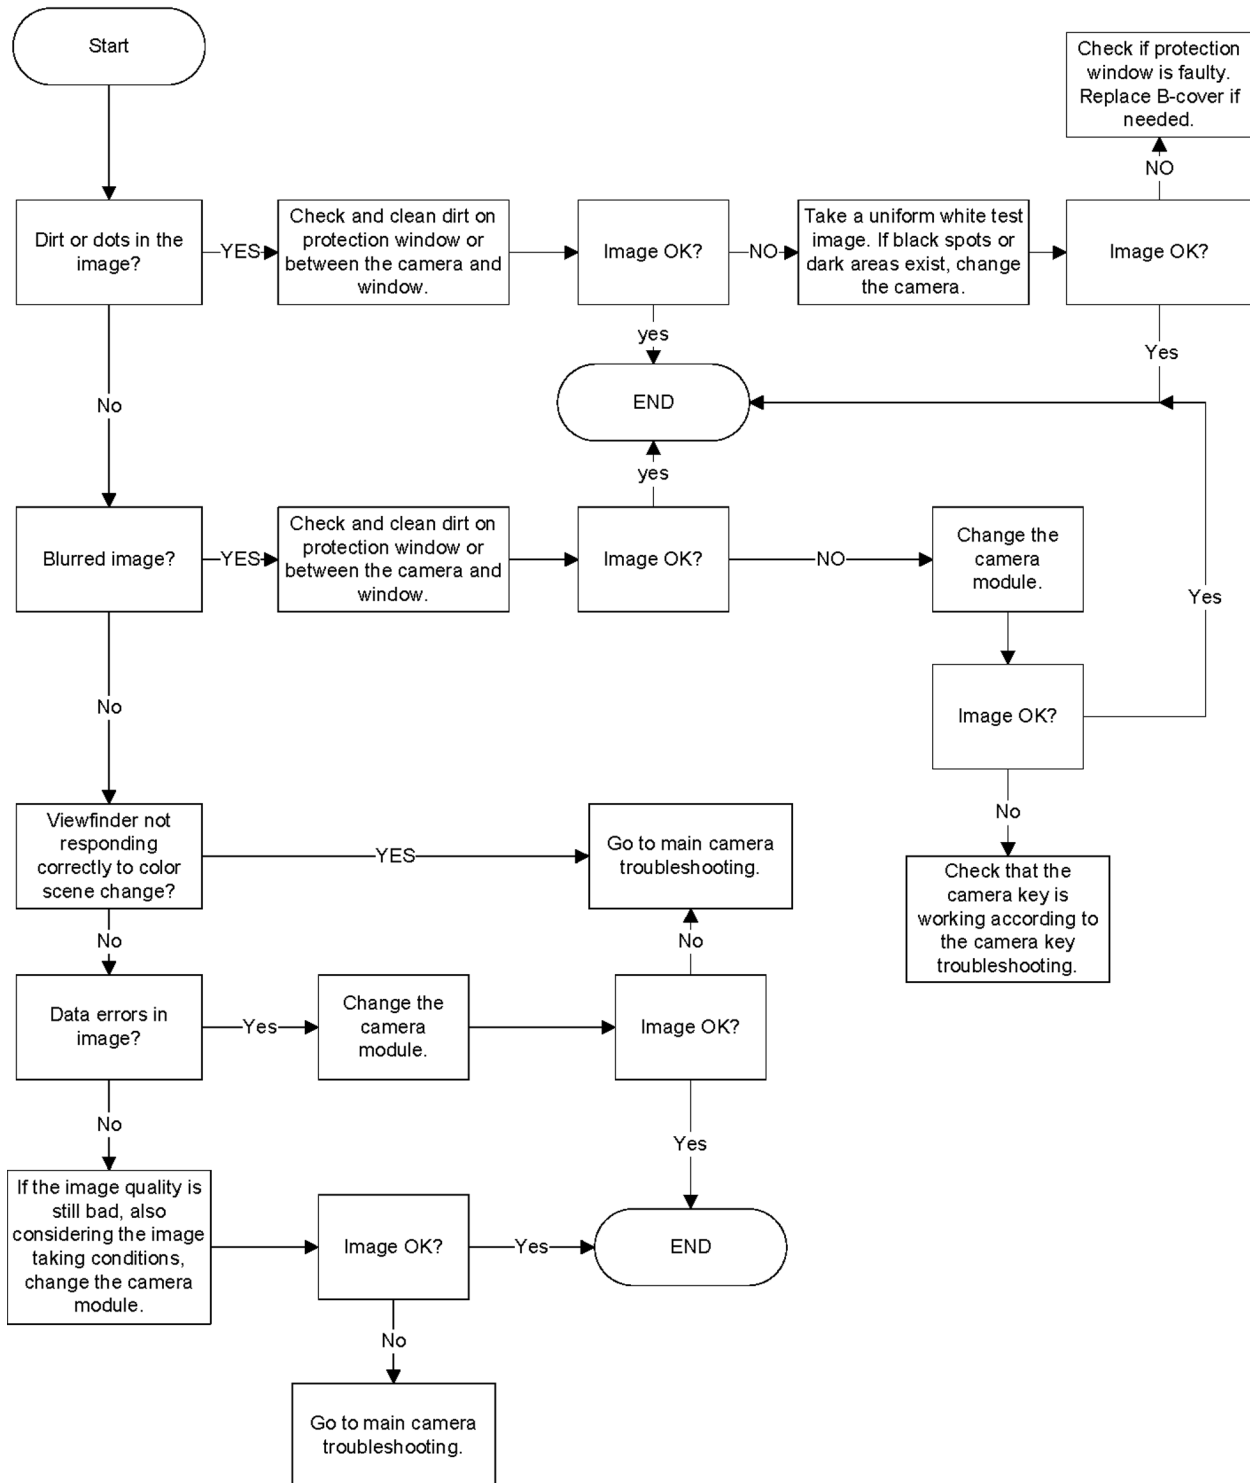 Start
Check if protection
window is faulty.
Replace B-cover if
needed.
NO
Dirt or dots in the
image?
YES
Check and clean dirt on
protection window or
between the camera and
window.
Image OK?
NO
Take a uniform white test
image. If black spots or
dark areas exist, change
the camera.
Image OK?
yes
Yes
No
END
yes
Blurred image?
YES
Check and clean dirt on
protection window or
between the camera and
window.
Image OK?
NO
Change the
camera
module.
Yes
No
Image OK?
No
Viewfinder not
responding
correctly to color
scene change?
YES
Go to main camera
troubleshooting.
Check that the
camera key is
working according to
the camera key
troubleshooting.
No
No
Data errors in
image?
Yes
Change the
camera
module.
Image OK?
No
Yes
If the image quality is
still bad, also
considering the image
taking conditions,
change the camera
module.
Image OK?
Yes
END
No
Go to main camera
troubleshooting.